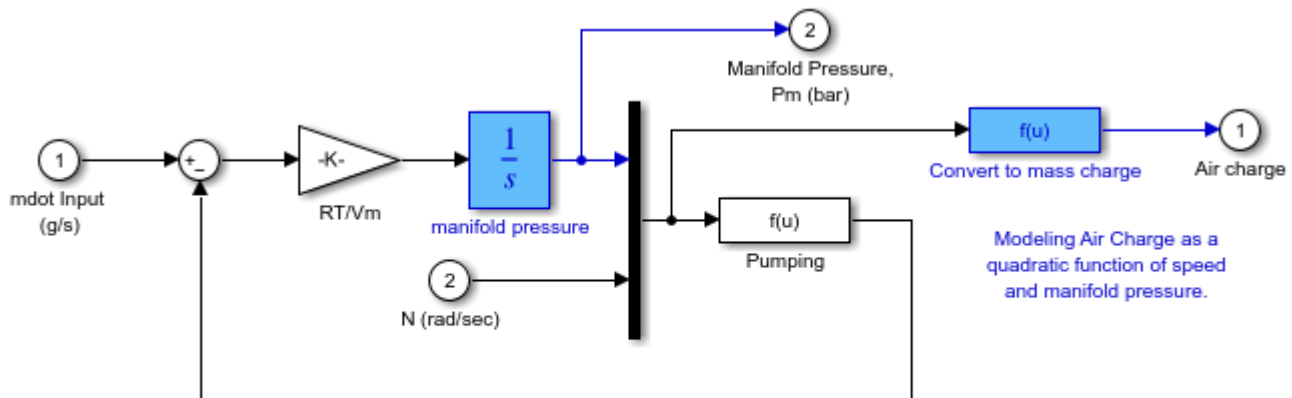 2
Manifold Pressure,
Pm (bar)
1
mdot Input
(g/s)
+
-
-K-
RT/Vm
1
s
manifold pressure
f(u)
Convert to mass charge
1
Air charge
2
N (rad/sec)
f(u)
Pumping
Modeling Air Charge as a
quadratic function of speed
and manifold pressure.